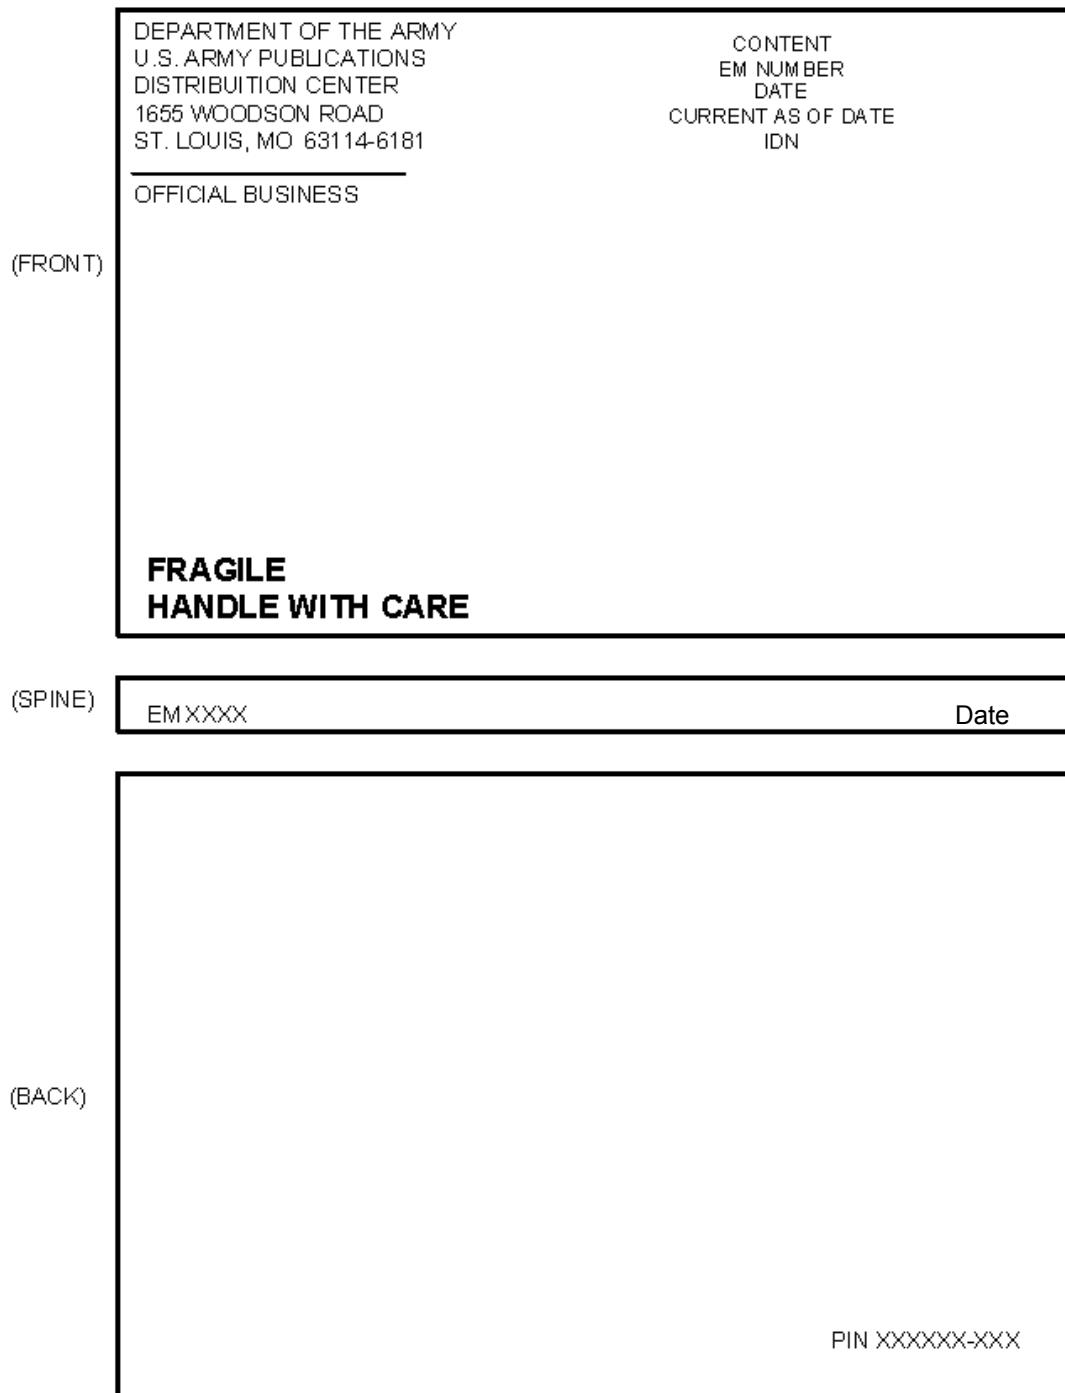 DEPARTMENT OF THE ARMY
U.S. ARMY PUBLICATIONS
DISTRIBUITION CENTER
1655 WOODSON ROAD
ST. LOUIS, MO 63114-6181
OFFICIAL BUSINESS
CONTENT
EM NUMBER
DATE
CURRENT AS OF DATE
IDN
(FRONT)
FRAGILE
HANDLE WITH CARE
(SPINE)
EM XXXX
Date
(BACK)
PIN XXXXXX-XXX